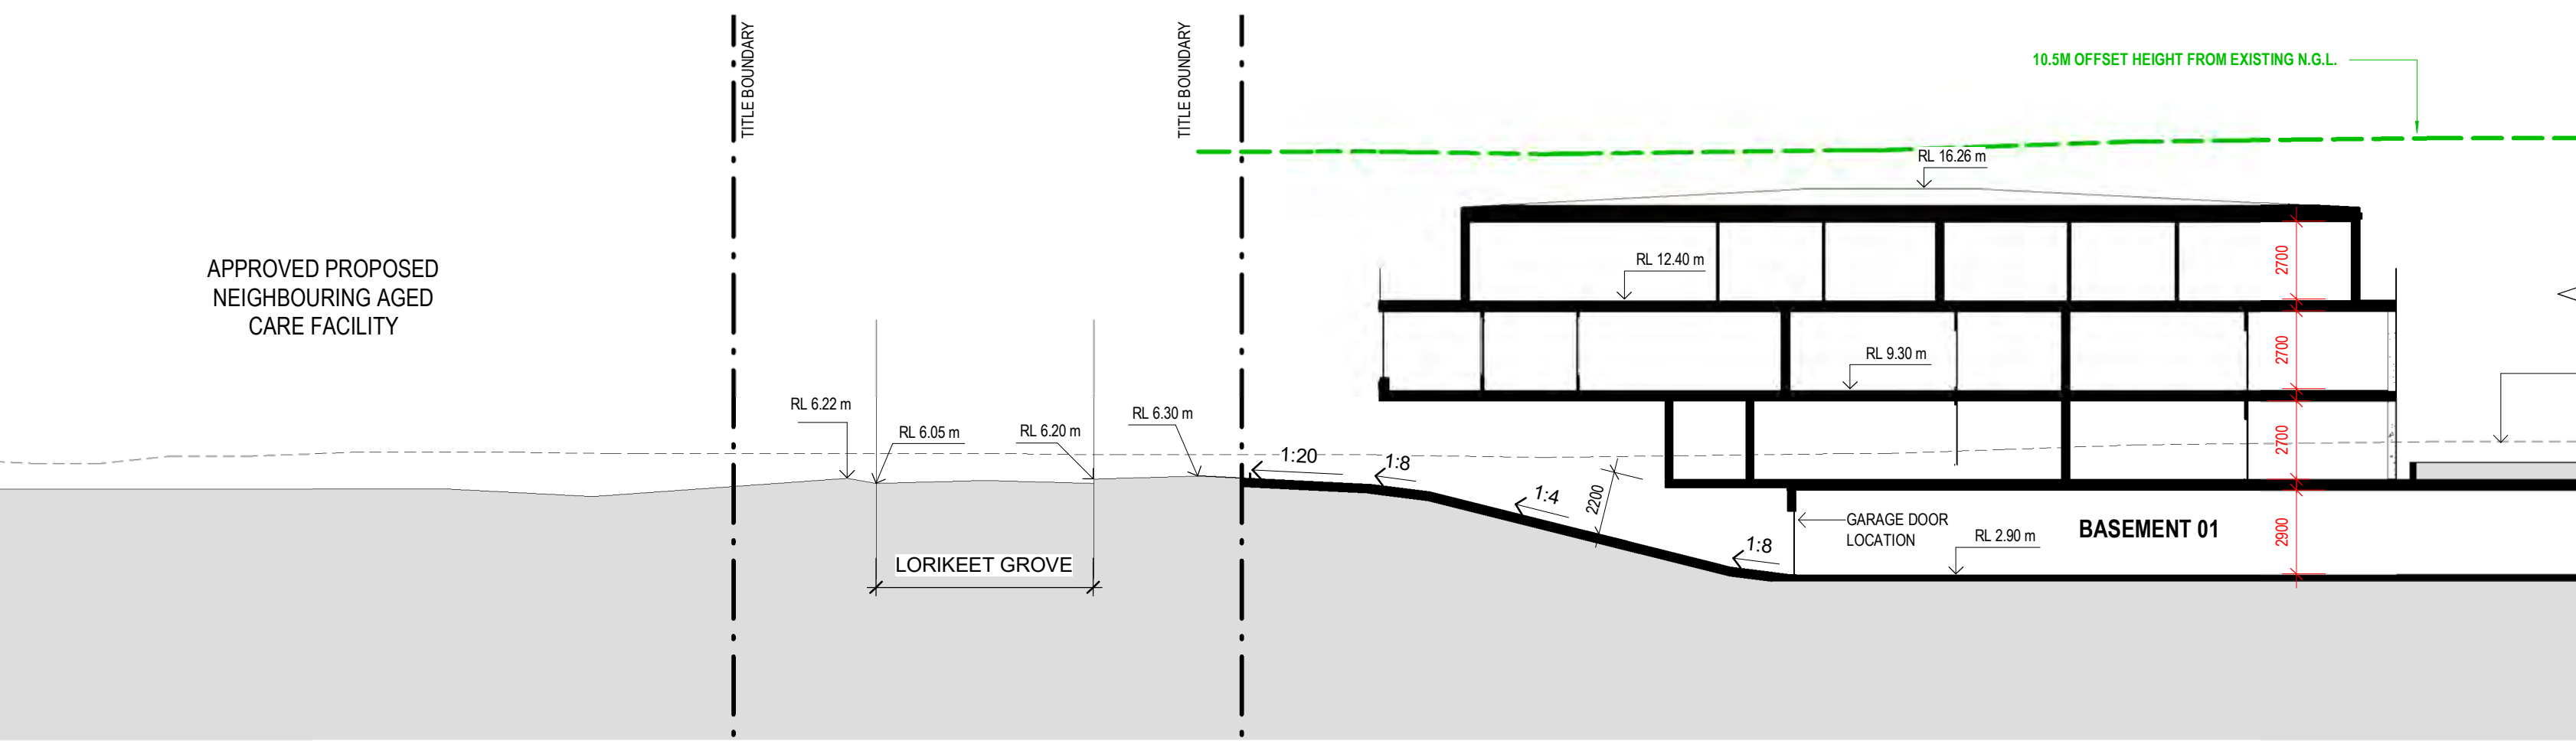 TITLE BOUNDARY
TITLE BOUNDARY
10.5M OFFSET HEIGHT FROM EXISTING N.G.L.
RL 16.26 m
APPROVED PROPOSED
NEIGHBOURING AGED
CARE FACILITY
RL 12.40 m
2700
RL 9.30 m
2700
RL 6.22 m
RL 6.05 m
RL 6.20 m
RL 6.30 m
2700
1:20
1:8
1:4
2200
1:8
GARAGE DOOR
LOCATION
RL 2.90 m
BASEMENT 01
2900
LORIKEET GROVE